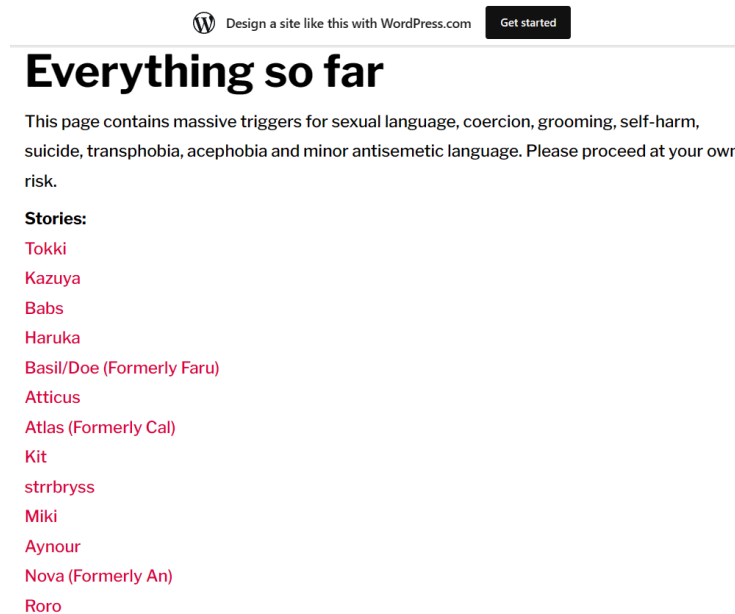 Design a site like this with WordPress.com
Get started
Everything so far
This page contains massive triggers for sexual language, coercion, grooming, self-harm,
suicide, transphobia, acephobia and minor antisemetic language. Please proceed at your own
risk.
Stories:
Tokki
Kazuya
Babs
Haruka
Basil/Doe (Formerly Faru)
Atticus
Atlas (Formerly Cal)
Kit
strrbryss
Miki
Aynour
Nova (Formerly An)
Roro